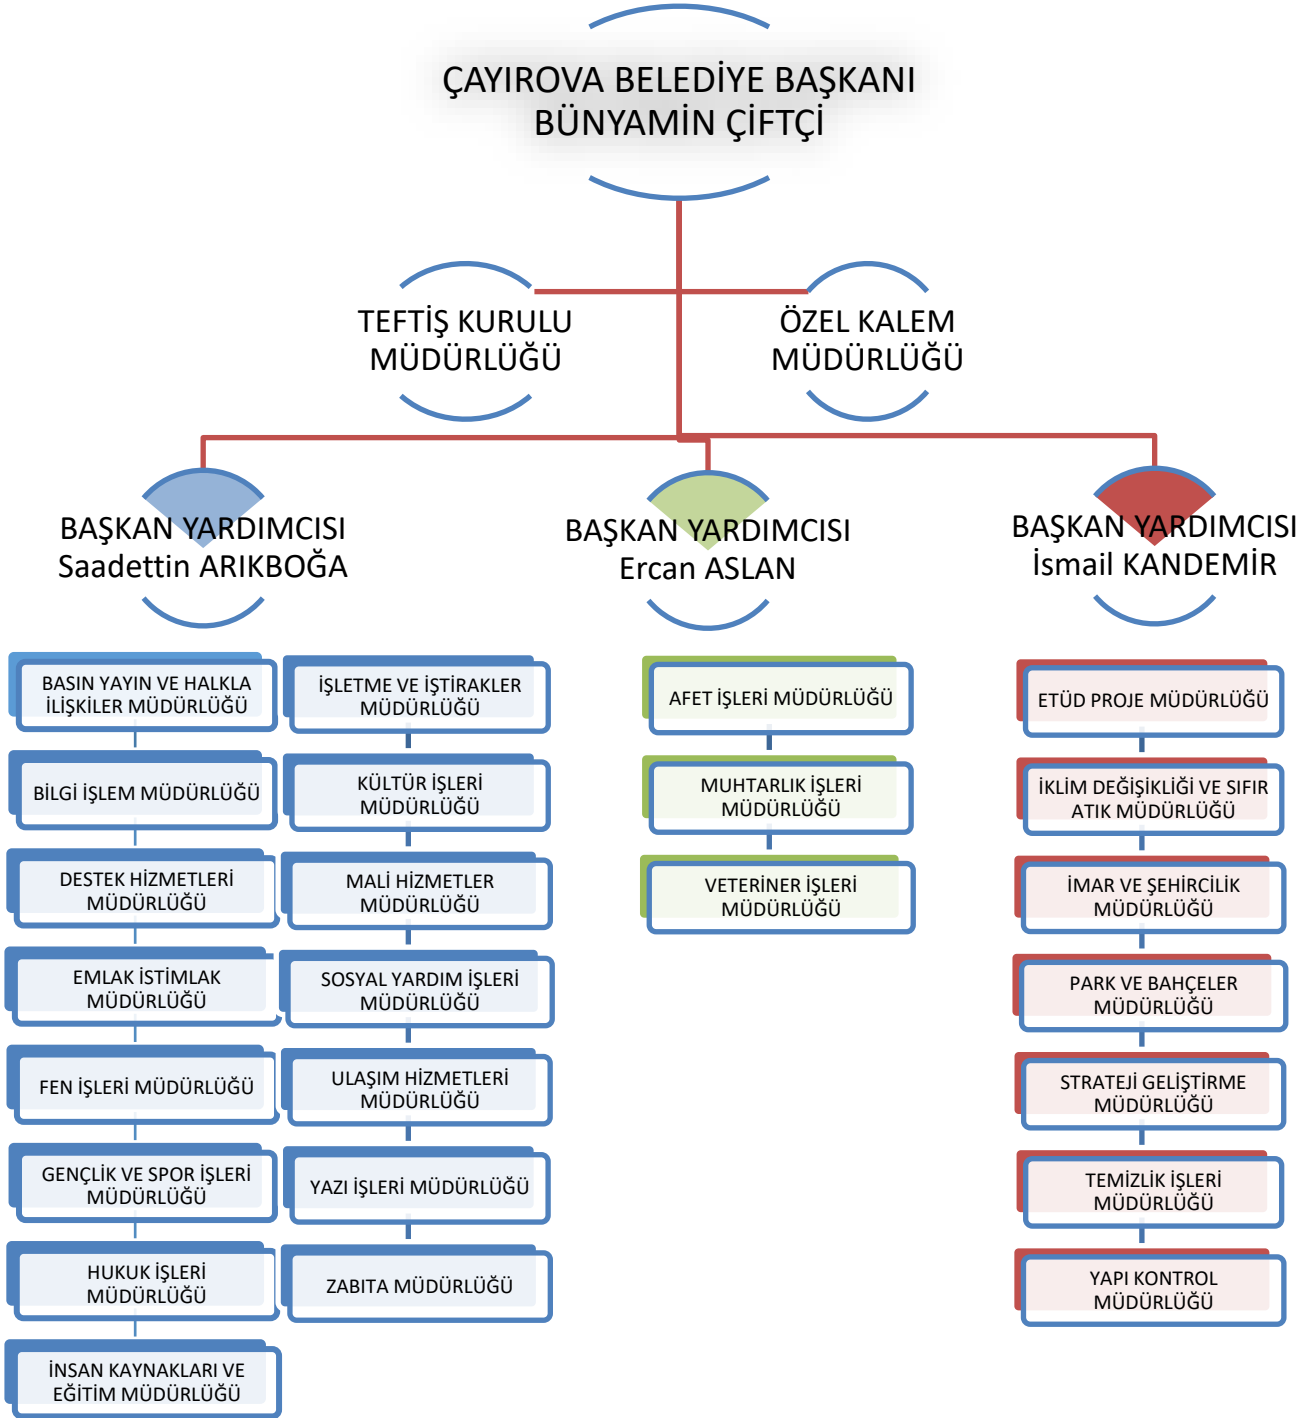 ÇAYIROVA BELEDİYE BAŞKANI
BÜNYAMİN ÇİFTÇİ
TEFTİŞ KURULU
MÜDÜRLÜĞÜ
ÖZEL KALEM
MÜDÜRLÜĞÜ
BAŞKAN YARDIMCISI
Saadettin ARIKBOĞA
BAŞKAN YARDIMCISI
Ercan ASLAN
BAŞKAN YARDIMCISI
İsmail KANDEMİR
BASIN YAYIN VE HALKLA
İLİŞKİLER MÜDÜRLÜĞÜ
BİLGİ İŞLEM MÜDÜRLÜĞÜ
DESTEK HİZMETLERİ
MÜDÜRLÜĞÜ
EMLAK İSTİMLAK
MÜDÜRLÜĞÜ
FEN İŞLERİ MÜDÜRLÜĞÜ
GENÇLİK VE SPOR İŞLERİ
MÜDÜRLÜĞÜ
HUKUK İŞLERİ
MÜDÜRLÜĞÜ
İNSAN KAYNAKLARI VE
EĞİTİM MÜDÜRLÜĞÜ
İŞLETME VE İŞTİRAKLER
MÜDÜRLÜĞÜ
KÜLTÜR İŞLERİ
MÜDÜRLÜĞÜ
MALİ HİZMETLER
MÜDÜRLÜĞÜ
SOSYAL YARDIM İŞLERİ
MÜDÜRLÜĞÜ
ULAŞIM HİZMETLERİ
MÜDÜRLÜĞÜ
YAZI İŞLERİ MÜDÜRLÜĞÜ
ZABITA MÜDÜRLÜĞÜ
AFET İŞLERİ MÜDÜRLÜĞÜ
MUHTARLIK İŞLERİ
MÜDÜRLÜĞÜ
VETERİNER İŞLERİ
MÜDÜRLÜĞÜ
ETÜD PROJE MÜDÜRLÜĞÜ
İKLİM DEĞİŞİKLİĞİ VE SIFIR
ATIK MÜDÜRLÜĞÜ
İMAR VE ŞEHİRCİLİK
MÜDÜRLÜĞÜ
PARK VE BAHÇELER
MÜDÜRLÜĞÜ
STRATEJİ GELİŞTİRME
MÜDÜRLÜĞÜ
TEMİZLİK İŞLERİ
MÜDÜRLÜĞÜ
YAPI KONTROL
MÜDÜRLÜĞÜ